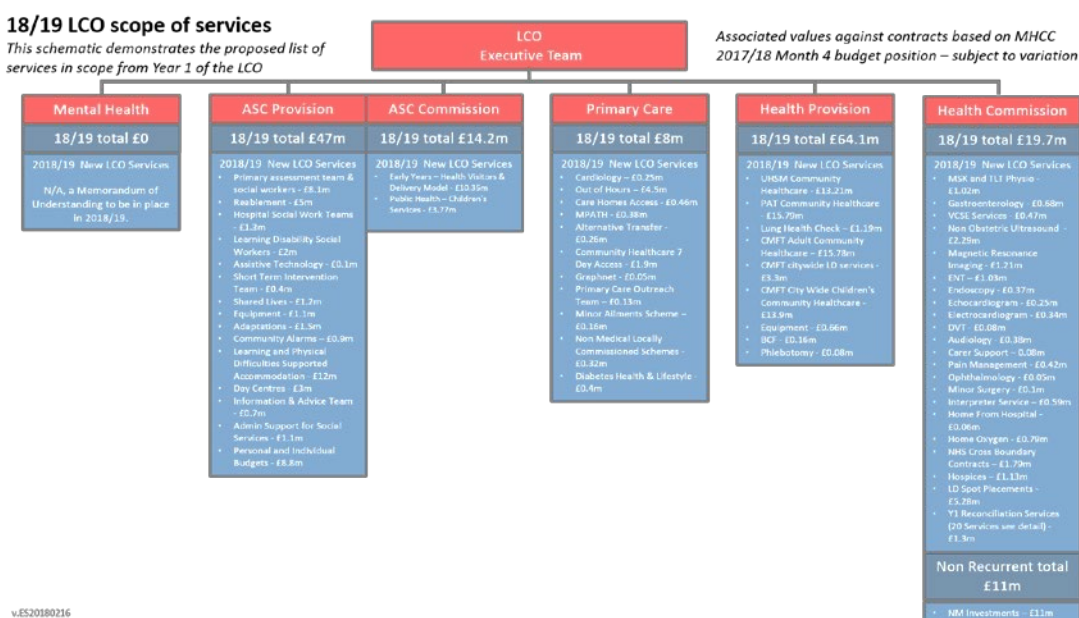 18/19 LCO scope of services
This schematic demonstrates the proposed list of
services in scope from Year 1 of the LCO
LCO
Executive Team
Associated values against contracts based on MHCC
2017/18 Month 4 budget position – subject to variation
Mental Health
18/19 total £0
2018/19 New LCO Services
N/A, a Memorandum of
Understanding to be in place
in 2018/19.
ASC Provision
18/19 total £47m
2018/19 New LCO Services
• Primary assessment team &
social workers - £8.1m
• Reablement - £5m
• Hospital Social Work Teams
- £1.3m
• Learning Disability Social
Workers - £2m
• Assistive Technology - £0.1m
• Short Term Intervention
Team - £0.4m
• Shared Lives - £1.2m
• Equipment - £1.1m
• Adaptations - £1.5m
• Community Alarms – £0.9m
• Learning and Physical
Difficulties Supported
Accommodation - £12m
• Day Centres - £3m
• Information & Advice Team
- £0.7m
• Admin Support for Social
Services - £1.1m
• Personal and Individual
Budgets - £8.8m
ASC Commission
18/19 total £14.2m
2018/19 New LCO Services
• Early Years – Health Visitors &
Delivery Model - £10.35m
• Public Health – Children's
Services - £3.77m
Primary Care
18/19 total £8m
2018/19 New LCO Services
• Cardiology – £0.25m
• Out of Hours – £4.5m
• Care Homes Access - £0.46m
• MPATH - £0.38m
• Alternative Transfer -
£0.26m
• Community Healthcare 7
Day Access - £1.9m
• Graphnet - £0.05m
• Primary Care Outreach
Team – £0.13m
• Minor Ailments Scheme –
£0.16m
• Non Medical Locally
Commissioned Schemes -
£0.32m
• Diabetes Health & Lifestyle -
£0.4m
Health Provision
18/19 total £64.1m
2018/19 New LCO Services
• UHSM Community
Healthcare - £13.21m
• PAT Community Healthcare
- £15.79m
• Lung Health Check – £1.19m
• CMFT Adult Community
Healthcare – £15.78m
• CMFT citywide LD services -
£3.3m
• CMFT City Wide Children's
Community Healthcare -
£13.9m
• Equipment - £0.66m
• BCF - £0.16m
• Phlebotomy - £0.08m
Health Commission
18/19 total £19.7m
2018/19 New LCO Services
• MSK and TLT Physio -
£1.02m
• Gastroenterology - £0.68m
• VCSE Services - £0.47m
• Non Obstetric Ultrasound -
£2.29m
• Magnetic Resonance
Imaging - £1.21m
• ENT – £1.03m
• Endoscopy - £0.37m
• Echocardiogram - £0.25m
• Electrocardiogram - £0.34m
• DVT - £0.08m
• Audiology - £0.38m
• Carer Support – 0.08m
• Pain Management - £0.42m
• Ophthalmology - £0.05m
• Minor Surgery - £0.1m
• Interpreter Service – £0.59m
• Home From Hospital -
£0.06m
• Home Oxygen - £0.79m
• NHS Cross Boundary
Contracts – £1.79m
• Hospices - £1.13m
• LD Spot Placements -
£5.28m
• Y1 Reconciliation Services
(20 Services see detail) -
£1.3m
Non Recurrent total
£11m
• NM Investments – £11m
v.ES20180216